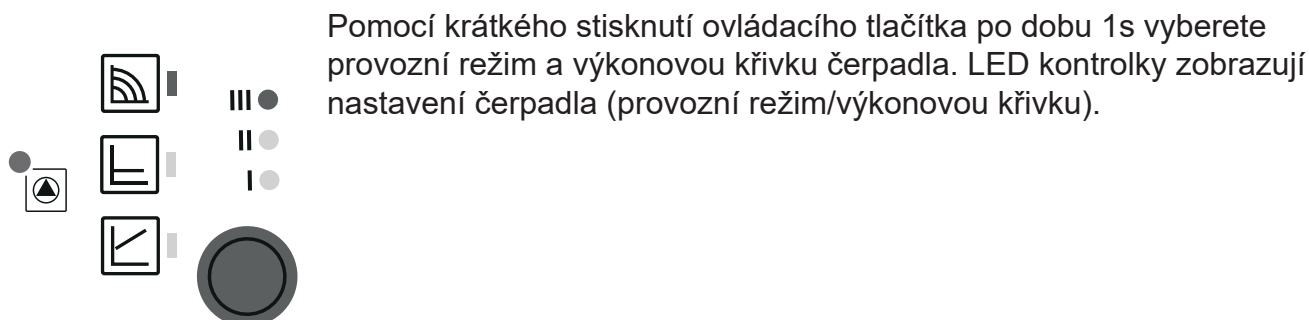 Pomocí krátkého stisknutí ovládacího tlačítka po dobu 1s vyberete
provozní režim a výkonovou křivku čerpadla. LED kontrolky zobrazují
nastavení čerpadla (provozní režim/výkonovou křivku).
III
II
I